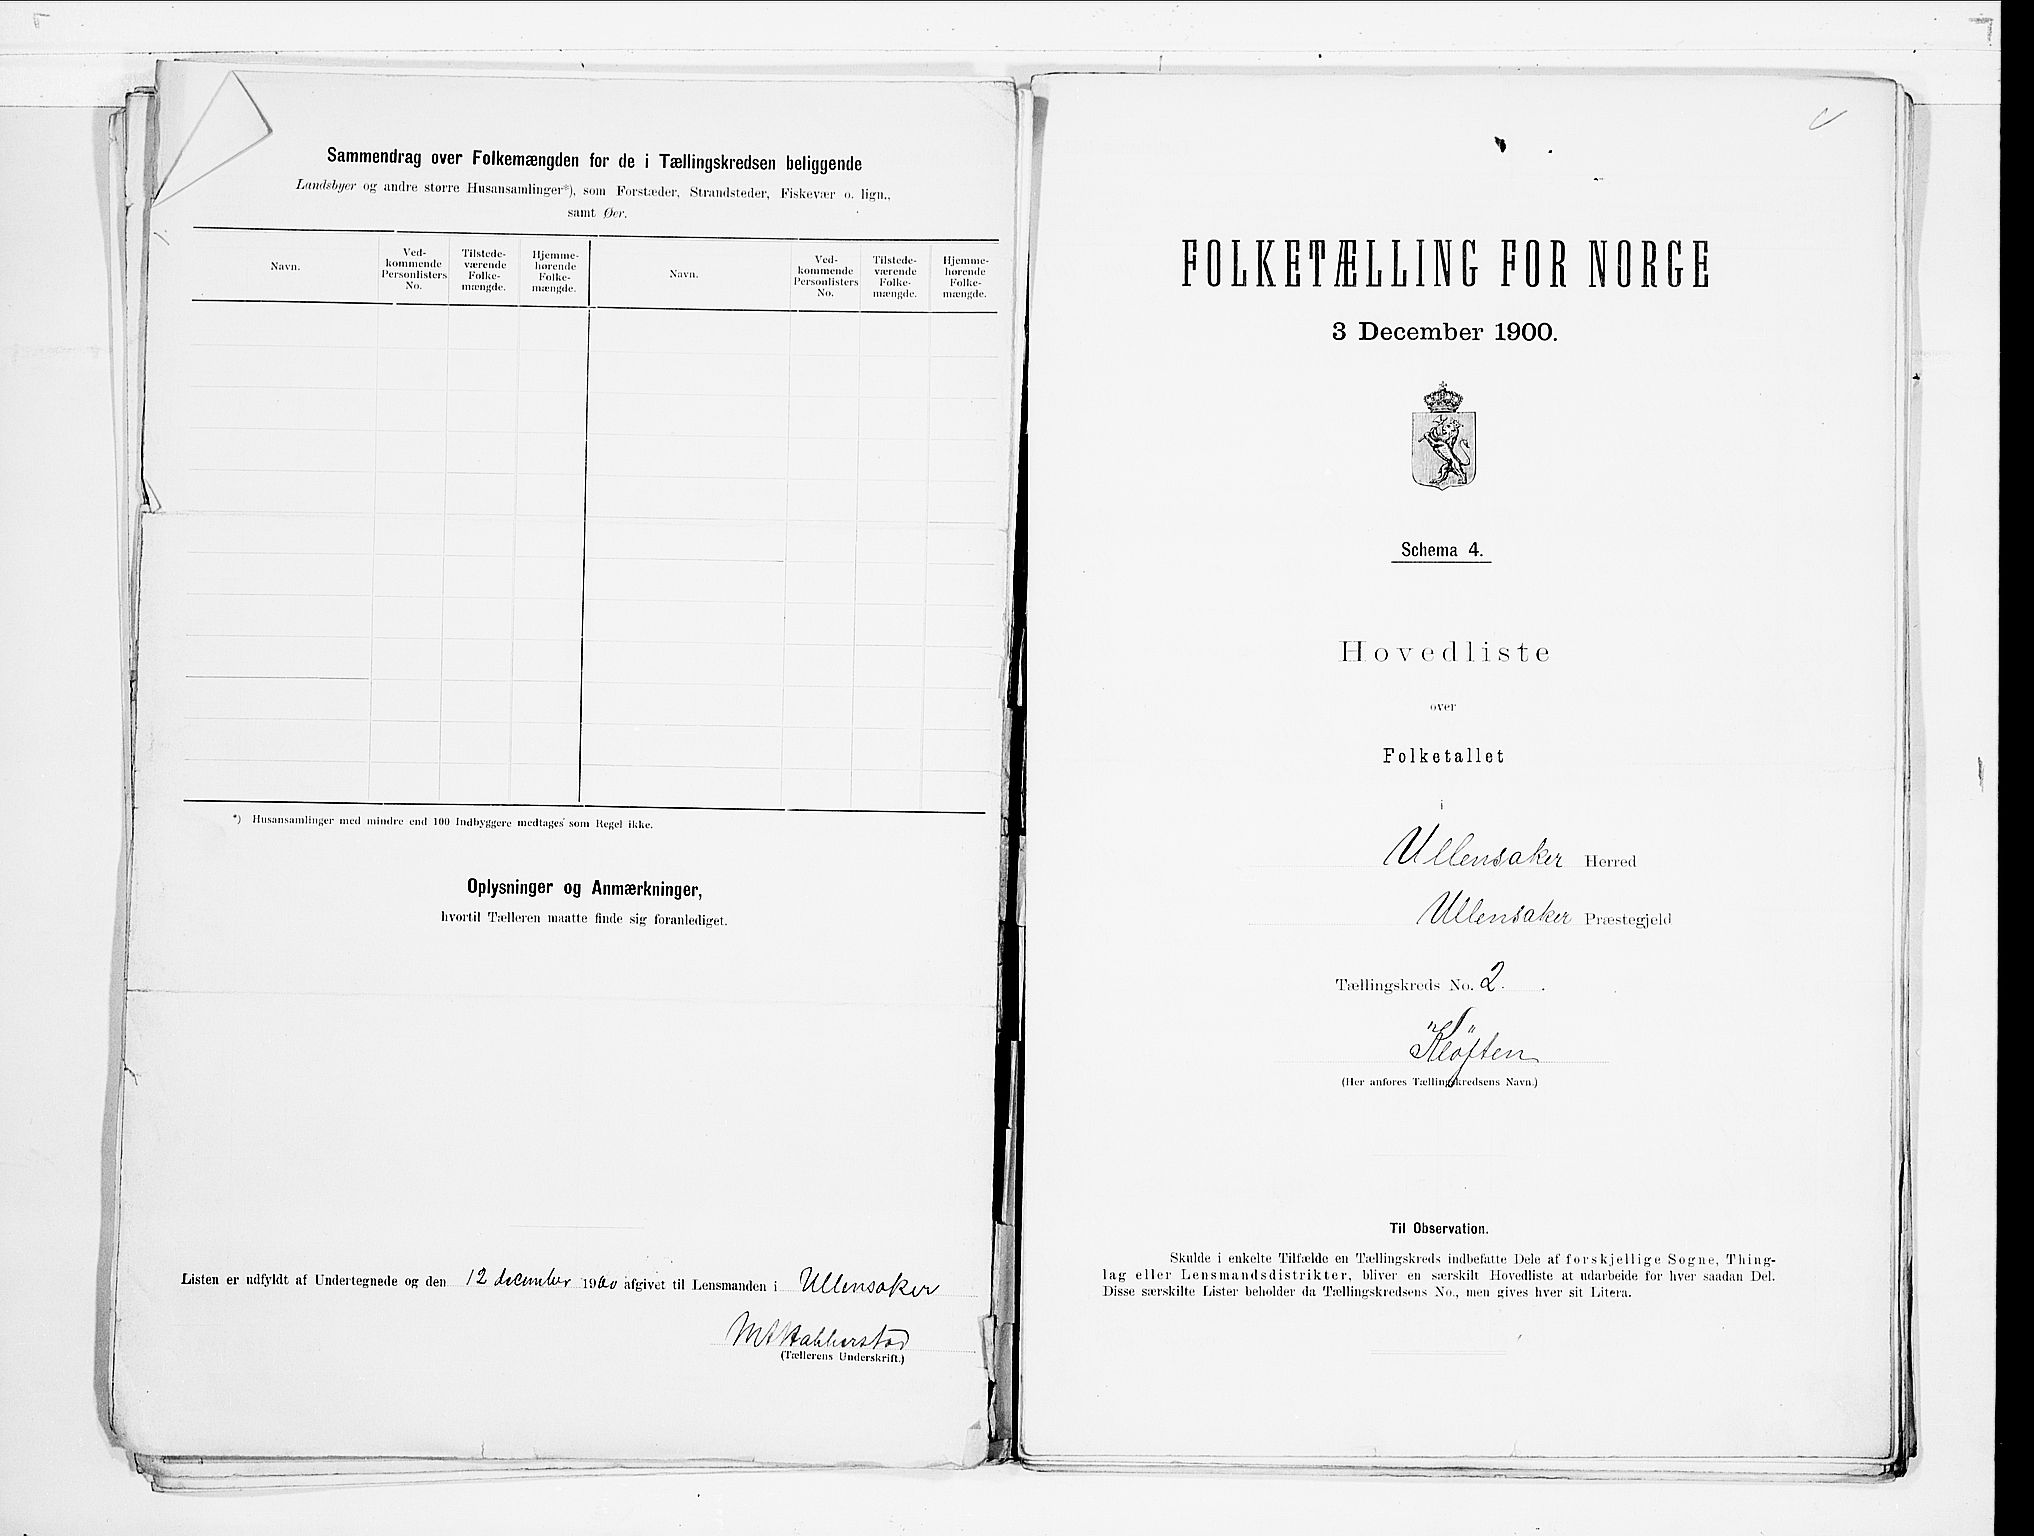 Sammendrag over Folkemængden for de i Tællingskredsen beliggende
Landsbyer og andre større Husansamlinger*), som Forstæder, Strandsteder, Fiskevær o. lign.,
samt Øer.
Navn.
Ved-
kommende
Personlisters
No.
Tilstede-
værende
Folke-
mængde.
Hjemme-
hørende
Folke-
mængde.
Navn.
Ved-
kommende
Personlisters
No.
Tilstede-
værende
Folke-
mængde.
Hjemme-
hørende
Folke-
mængde.
*) Husansamlinger med mindre end 100 Indbyggere medtages som Regel ikke.
Oplysninger og Anmærkninger,
hvortil Tælleren maatte finde sig foranlediget.
Listen er udfyldt af Undertegnede og den 12 december 1900 afgivet til Lensmanden i Ullensaker
(Tællerens Underskrift.)
FOLKETÆLLING FOR NORGE
3 December 1900.
Schema 4.
Hovedliste
over
Folketallet
i
Ullensaker Herred
Ullensaker Præstegjeld
Tællingskreds No. 2.
"Kløften"
(Her anføres Tællingskredsens Navn.)
Til Observation.
Skulde i enkelte Tilfælde en Tællingskreds indbefatte Dele af forskjellige Sogne, Thing-
lag eller Lensmandsdistrikter, bliver en særskilt Hovedliste at udarbeide for hver saadan Del.
Disse særskilte Lister beholder da Tællingskredsens No., men gives hver sit Litera.